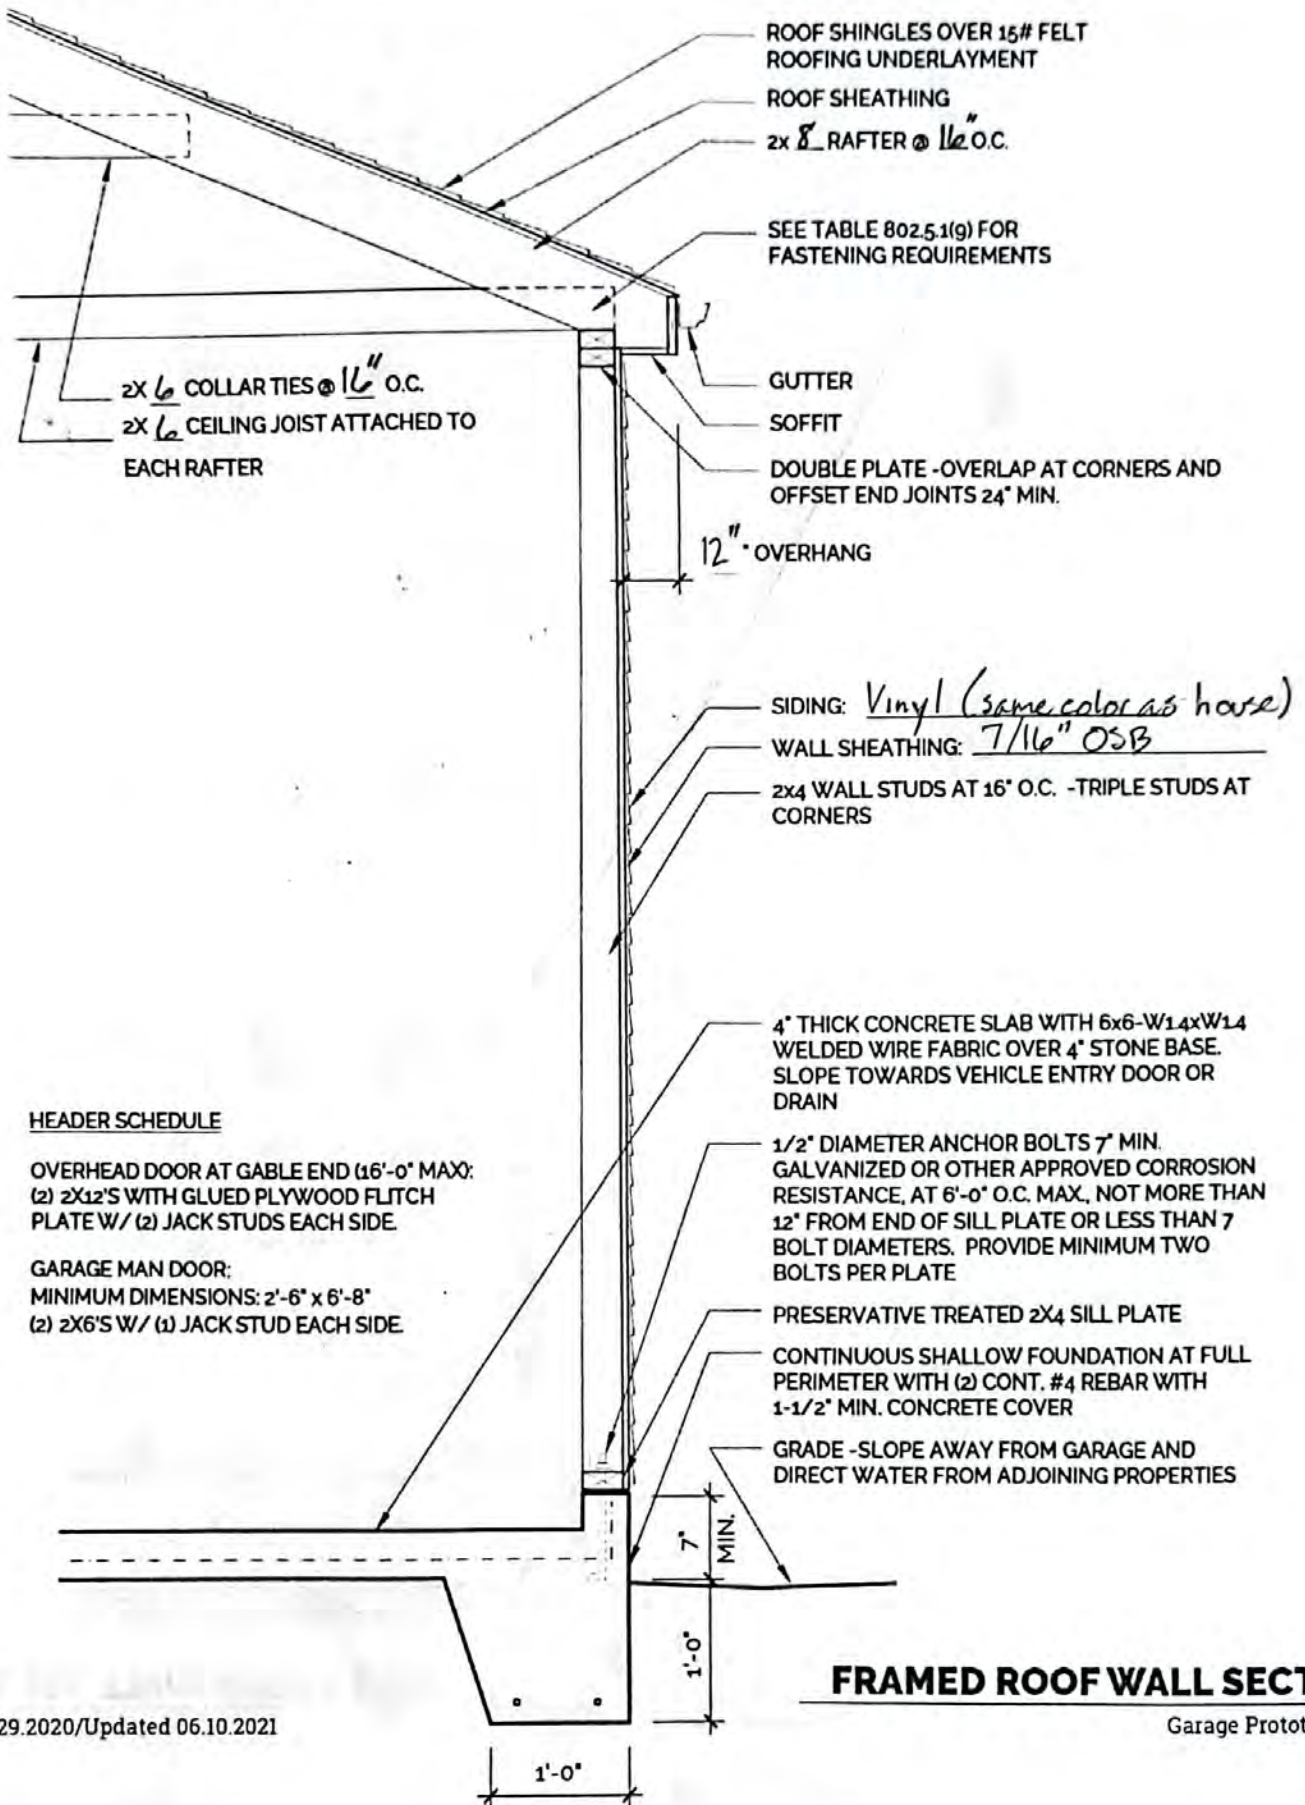 ROOF SHINGLES OVER 15# FELT
ROOFING UNDERLAYMENT
ROOF SHEATHING
2x 8 RAFTER @ 16" O.C.
SEE TABLE 802.5.1(9) FOR
FASTENING REQUIREMENTS
2X 6 COLLAR TIES @ 16" O.C.
2X 6 CEILING JOIST ATTACHED TO
EACH RAFTER
GUTTER
SOFFIT
DOUBLE PLATE -OVERLAP AT CORNERS AND
OFFSET END JOINTS 24" MIN.
12" " OVERHANG
SIDING: Vinyl (same color as house)
WALL SHEATHING: 7/16" OSB
2x4 WALL STUDS AT 16" O.C. -TRIPLE STUDS AT
CORNERS
4" THICK CONCRETE SLAB WITH 6x6-W1.4xW1.4
WELDED WIRE FABRIC OVER 4" STONE BASE.
SLOPE TOWARDS VEHICLE ENTRY DOOR OR
DRAIN
HEADER SCHEDULE
OVERHEAD DOOR AT GABLE END (16'-0" MAX):
(2) 2X12'S WITH GLUED PLYWOOD FLITCH
PLATE W/ (2) JACK STUDS EACH SIDE.
GARAGE MAN DOOR:
MINIMUM DIMENSIONS: 2'-6" x 6'-8"
(2) 2X6'S W/ (1) JACK STUD EACH SIDE.
1/2" DIAMETER ANCHOR BOLTS 7" MIN.
GALVANIZED OR OTHER APPROVED CORROSION
RESISTANCE, AT 6'-0" O.C. MAX., NOT MORE THAN
12" FROM END OF SILL PLATE OR LESS THAN 7
BOLT DIAMETERS. PROVIDE MINIMUM TWO
BOLTS PER PLATE
PRESERVATIVE TREATED 2X4 SILL PLATE
CONTINUOUS SHALLOW FOUNDATION AT FULL
PERIMETER WITH (2) CONT. #4 REBAR WITH
1-1/2" MIN. CONCRETE COVER
GRADE -SLOPE AWAY FROM GARAGE AND
DIRECT WATER FROM ADJOINING PROPERTIES
7"
MIN.
1'-0"
1'-0"
FRAMED ROOF WALL SECT
Garage Protot
29.2020/Updated 06.10.2021